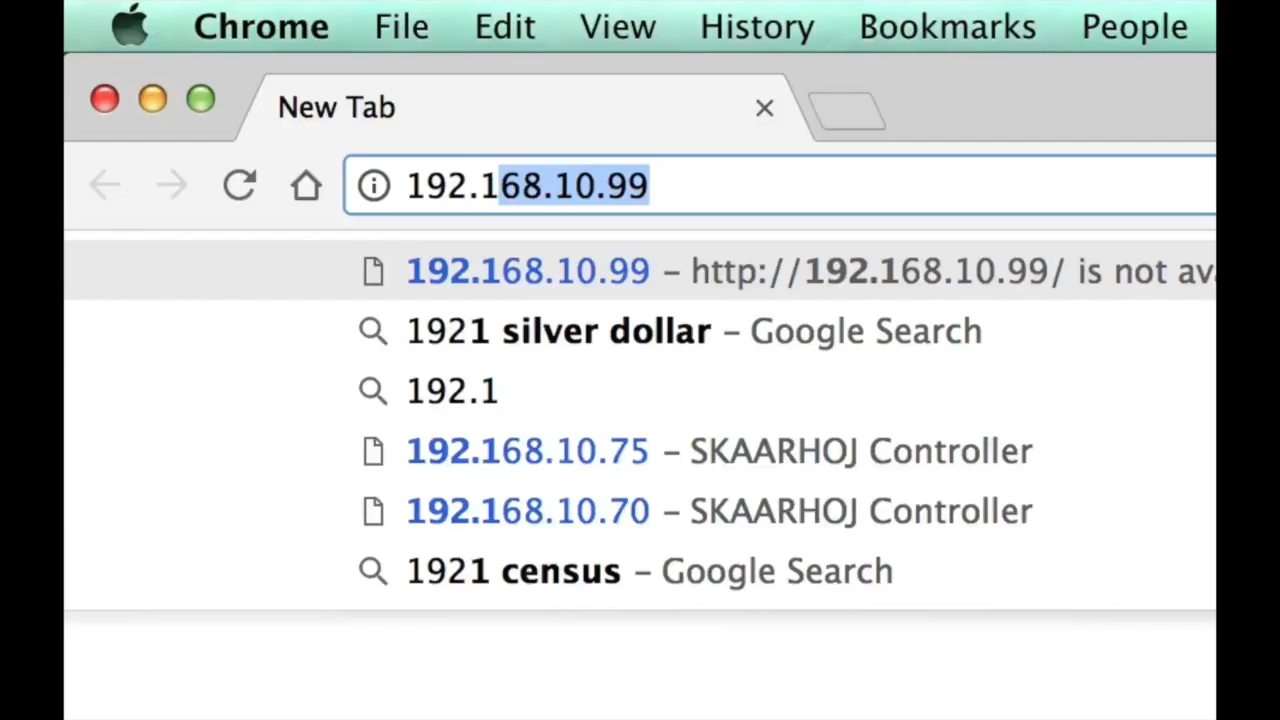 Chrome File Edit View History Bookmarks People
New Tab
192.168.10.99
192.168.10.99 – http://192.168.10.99/ is not
1921 silver dollar – Google Search
192.1
192.168.10.75 – SKAARHOJ Controller
192.168.10.70 – SKAARHOJ Controller
1921 census – Google Search